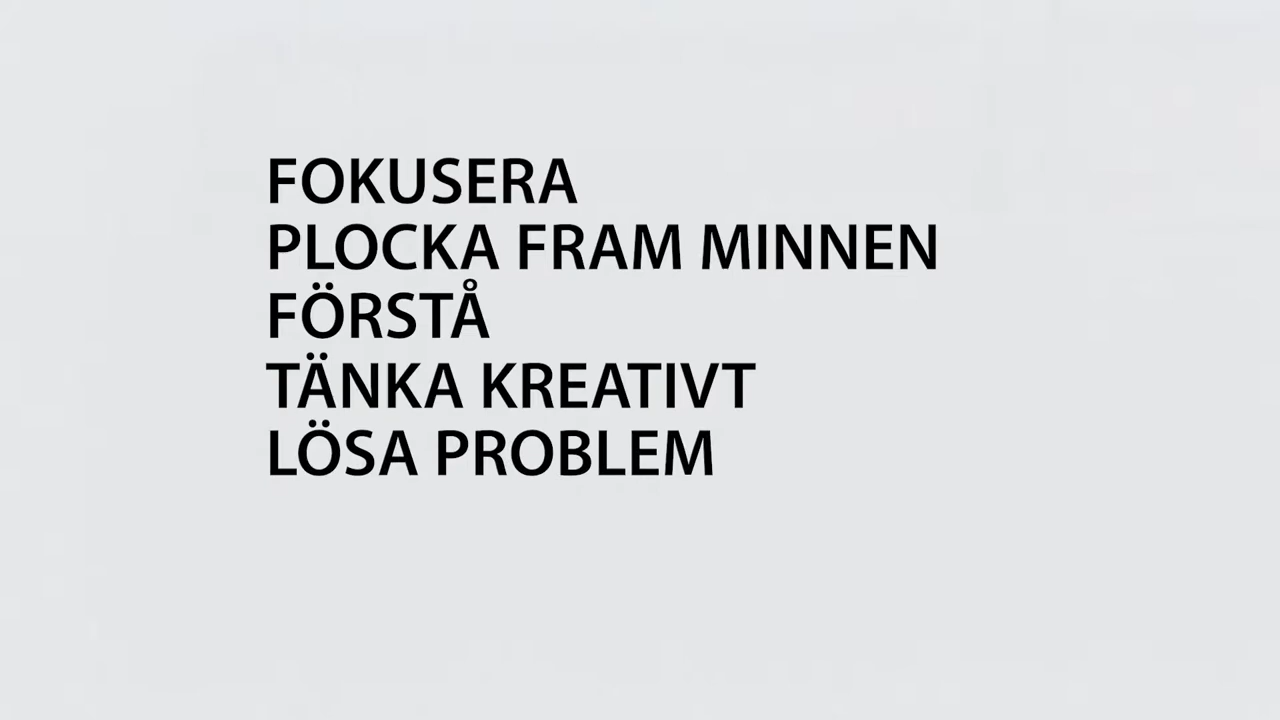 FOKUSERA
PLOCKA FRAM MINNEN
FÖRSTÅ
TÄNKA KREATIVT
LÖSA PROBLEM